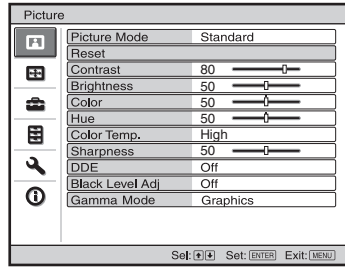 Picture
Picture Mode Standard
Reset
Contrast 80
Brightness 50
Color 50
Hue 50
Color Temp. High
Sharpness 50
DDE Off
Black Level Adj Off
Gamma Mode Graphics
Sel: Set: ENTER Exit: MENU